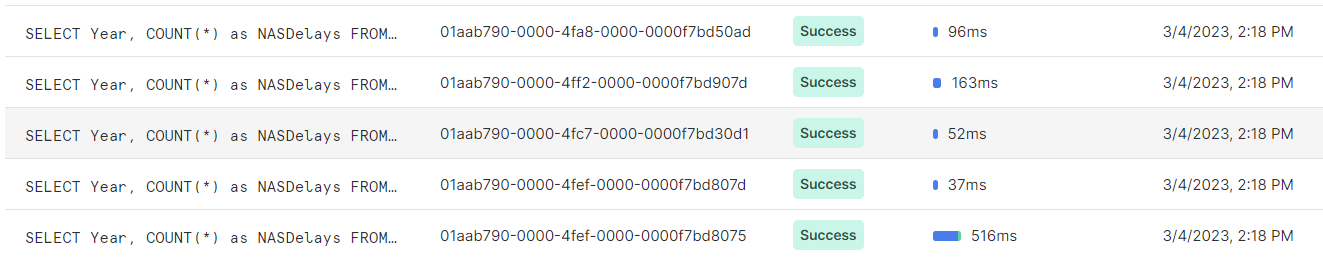 SELECT Year, COUNT(*) as NASDelays FROM… 01aab790-0000-4fa8-0000-0000f7bd50ad Success 96ms 3/4/2023, 2:18 PM
SELECT Year, COUNT(*) as NASDelays FROM… 01aab790-0000-4ff2-0000-0000f7bd907d Success 163ms 3/4/2023, 2:18 PM
SELECT Year, COUNT(*) as NASDelays FROM… 01aab790-0000-4fc7-0000-0000f7bd30d1 Success 52ms 3/4/2023, 2:18 PM
SELECT Year, COUNT(*) as NASDelays FROM… 01aab790-0000-4fef-0000-0000f7bd807d Success 37ms 3/4/2023, 2:18 PM
SELECT Year, COUNT(*) as NASDelays FROM… 01aab790-0000-4fef-0000-0000f7bd8075 Success 516ms 3/4/2023, 2:18 PM